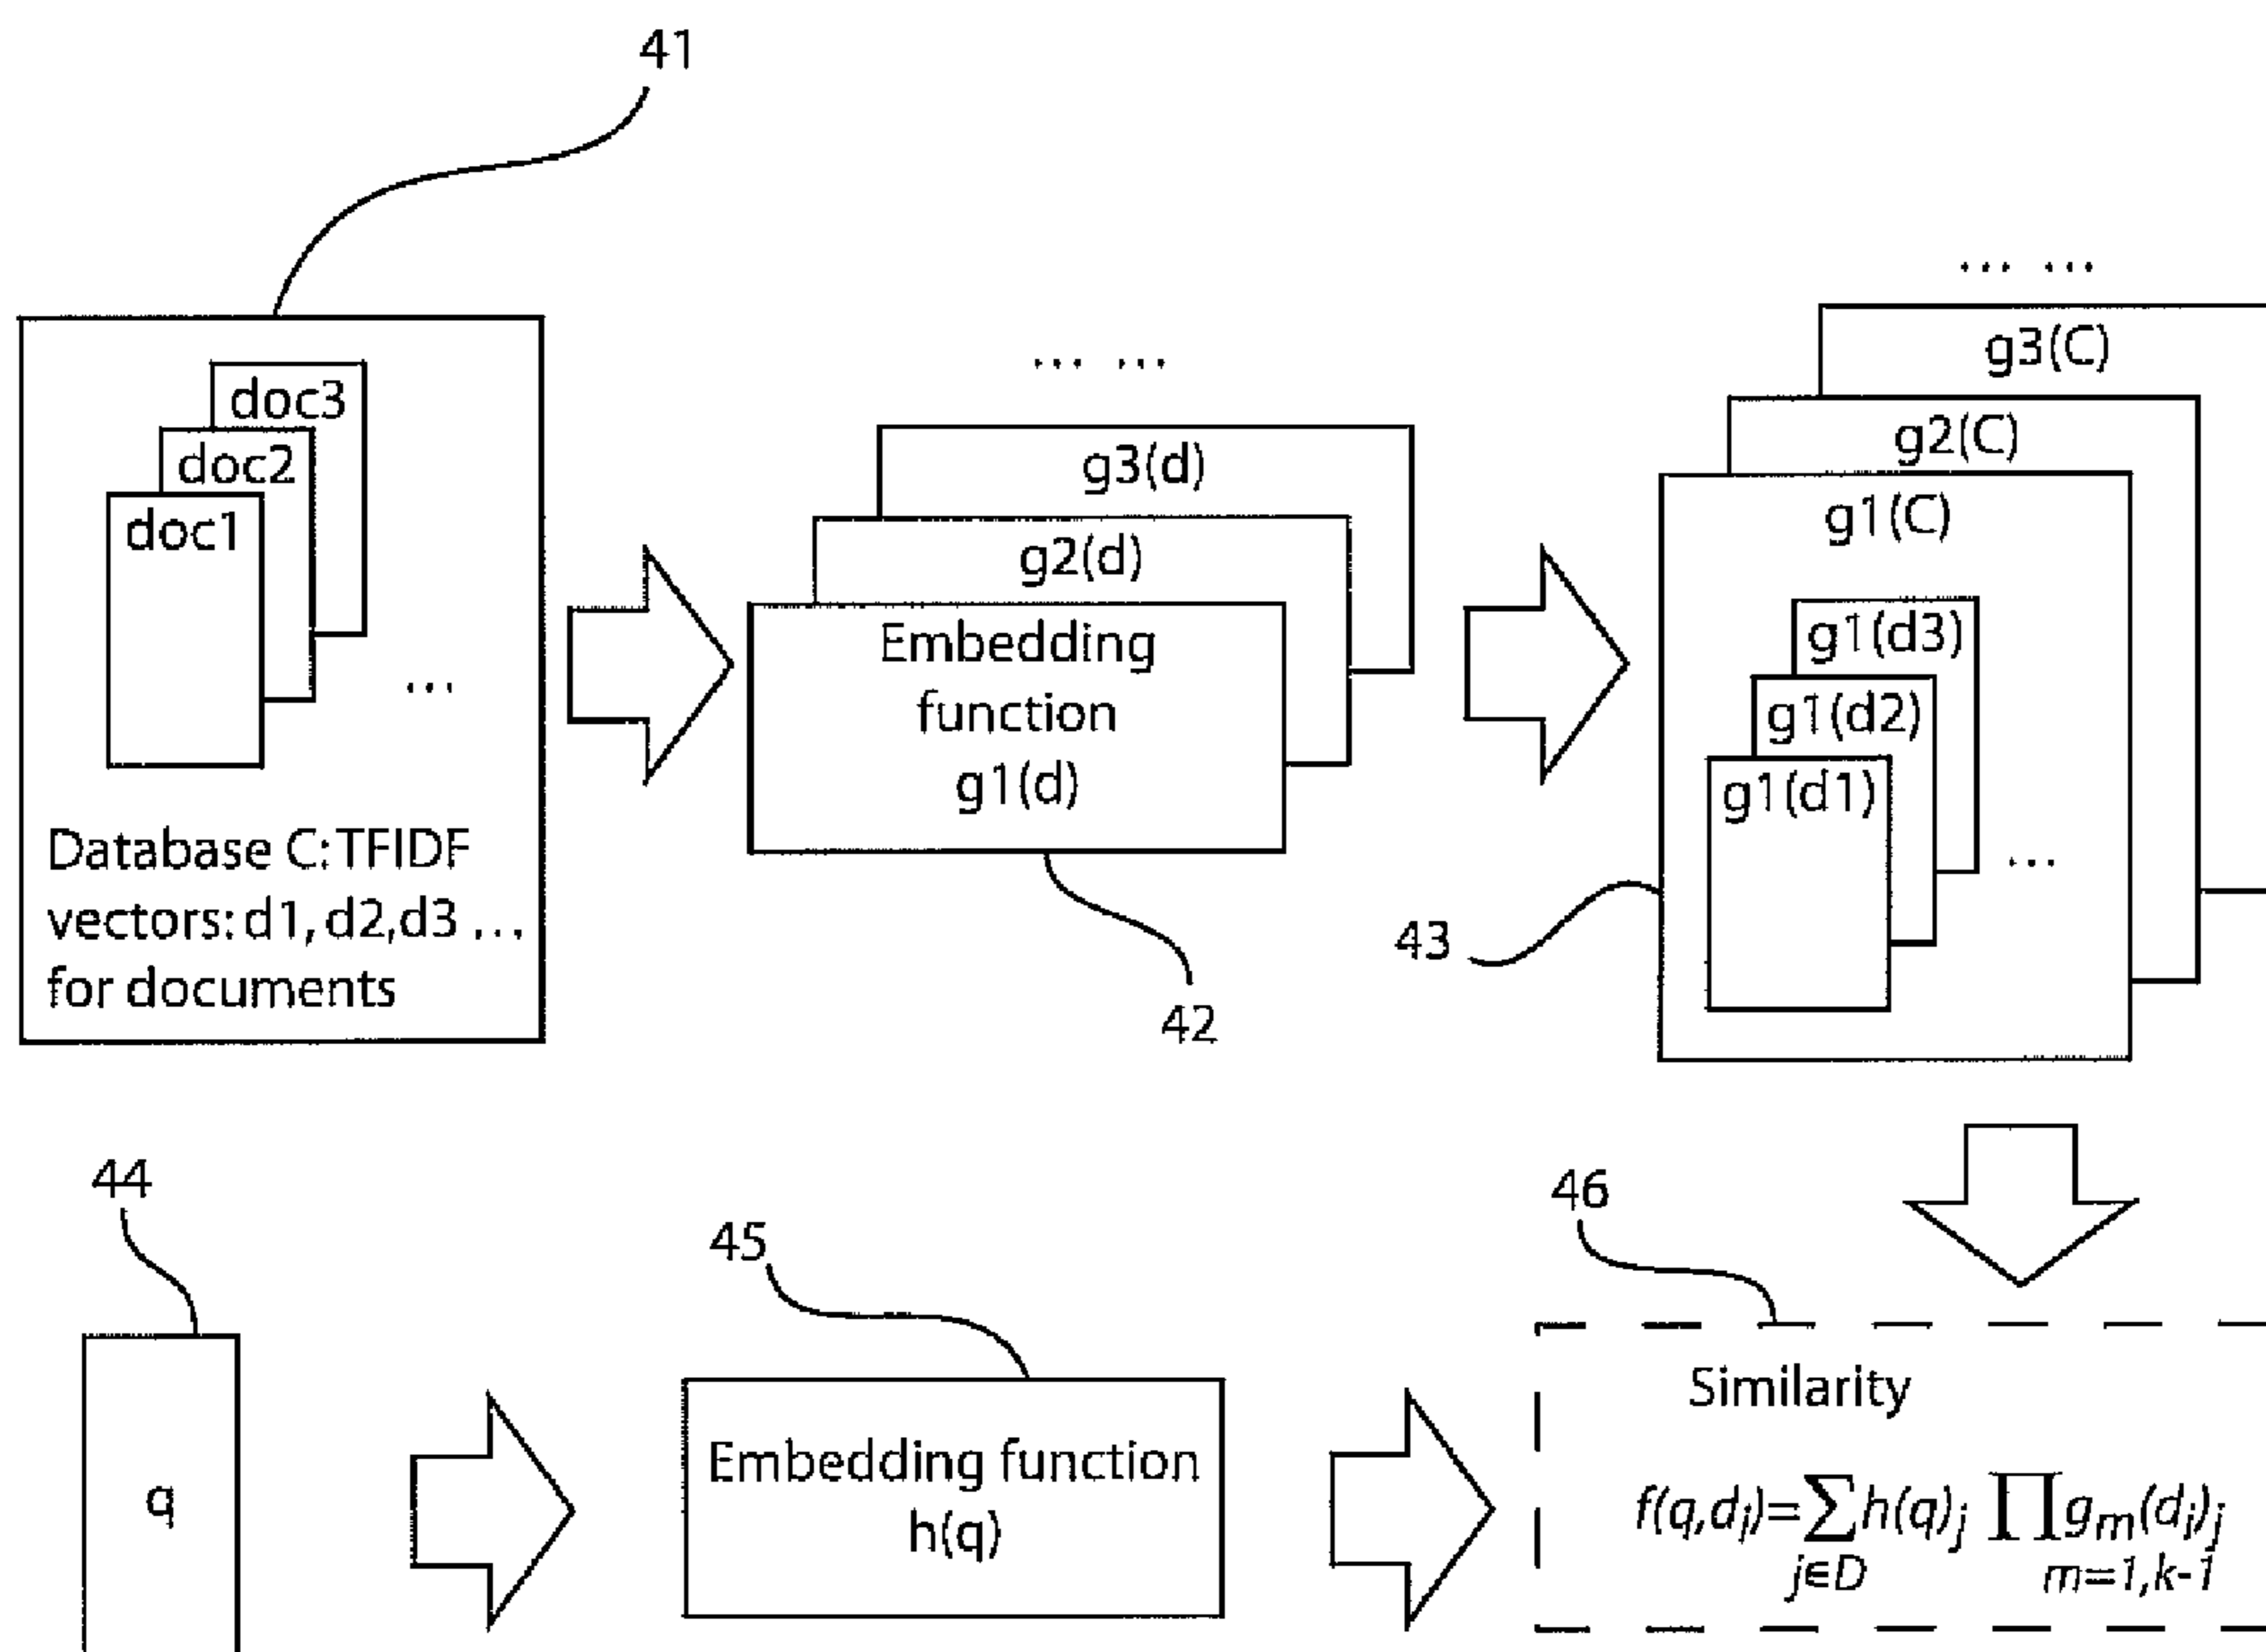 41
doc3
doc2
doc1
...
Database C:TFIDF
vectors: d1, d2,d3 ...
for documents
... ...
g3(d)
g2(d)
Embedding
function
g1(d)
42
... ...
g3(C)
g2(C)
g1(C)
g1(d3)
g1(d2)
g1(d1)
...
43
44
q
45
Embedding function
h(q)
46
Similarity
f(q,dj)=∑h(q)j ∏gm(dj)j
j∈D m=1,k-1